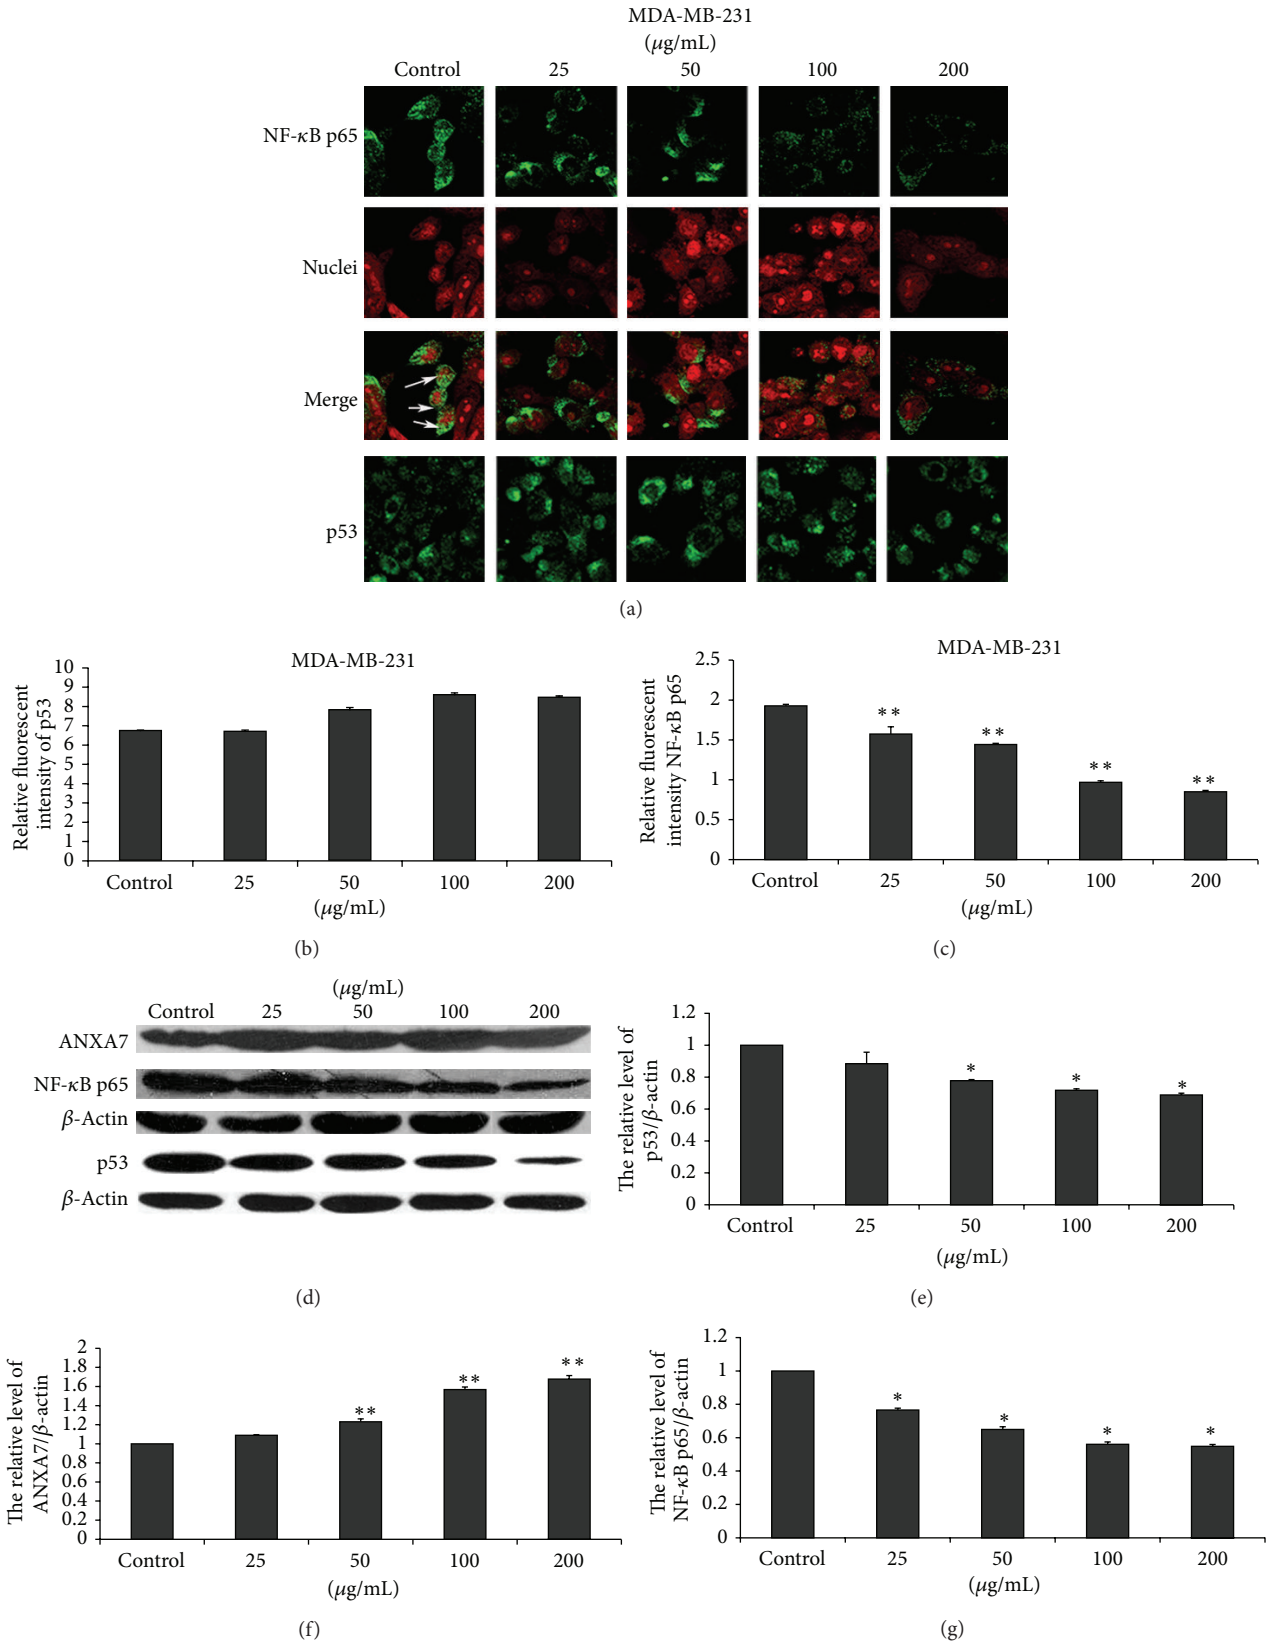 MDA-MB-231
(μg/mL)
Control 25 50 100 200
NF-κB p65
Nuclei
Merge
p53
(a)
MDA-MB-231
Relative fluorescent
intensity of p53
10
9
8
7
6
5
4
3
2
1
0
Control 25 50 100 200
(μg/mL)
(b)
MDA-MB-231
Relative fluorescent
intensity NF-κB p65
2.5
2
1.5
1
0.5
0
** ** ** **
Control 25 50 100 200
(μg/mL)
(c)
(μg/mL)
Control 25 50 100 200
ANXA7
NF-κB p65
β-Actin
p53
β-Actin
(d)
The relative level of
p53/β-actin
1.2
1
0.8
0.6
0.4
0.2
0
* * *
Control 25 50 100 200
(μg/mL)
(e)
The relative level of
ANXA7/β-actin
2
1.8
1.6
1.4
1.2
1
0.8
0.6
0.4
0.2
0
** ** **
Control 25 50 100 200
(μg/mL)
(f)
The relative level of
NF-κB p65/β-actin
1.2
1
0.8
0.6
0.4
0.2
0
* * * *
Control 25 50 100 200
(μg/mL)
(g)